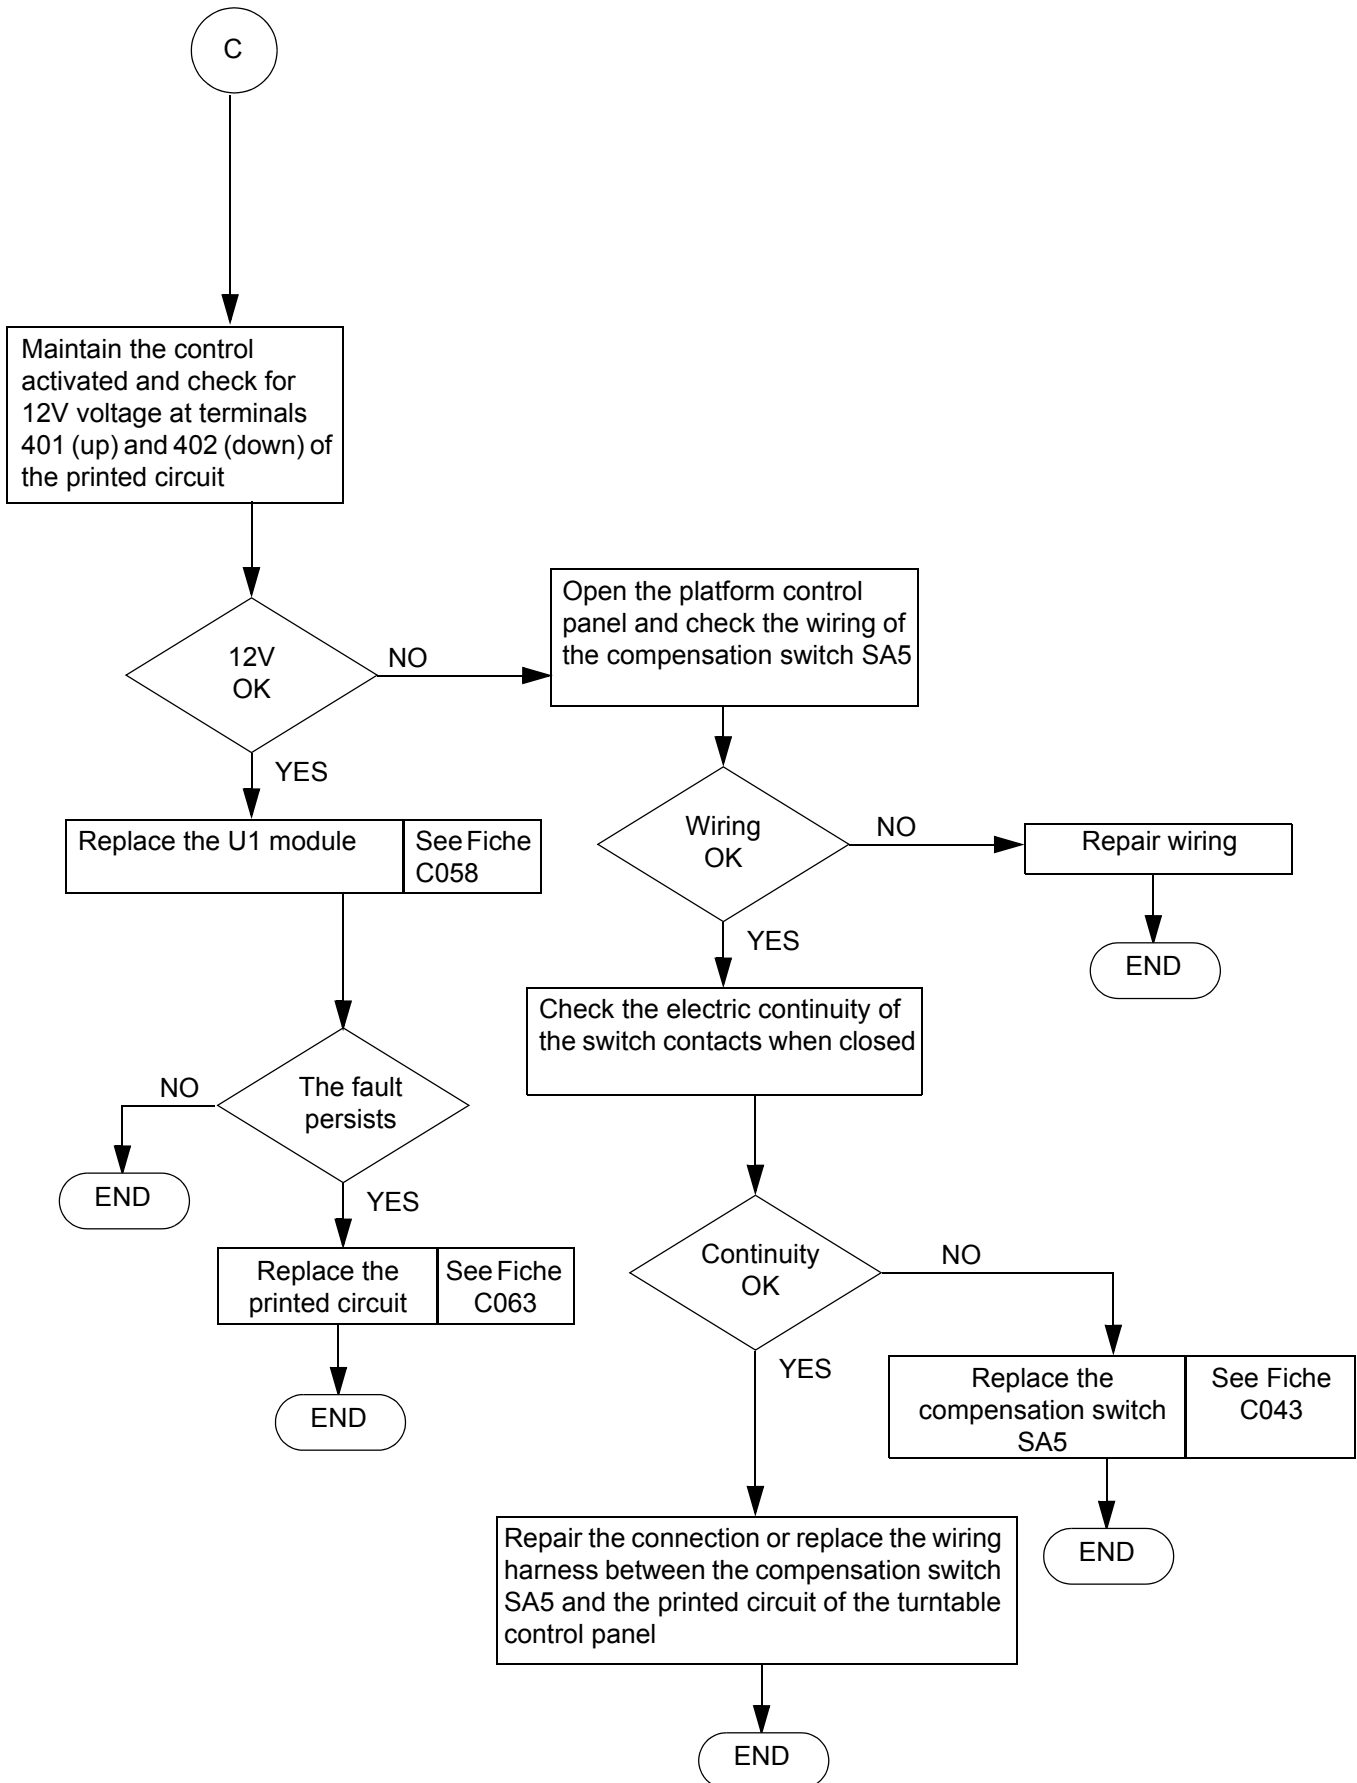 C
Maintain the control
activated and check for
12V voltage at terminals
401 (up) and 402 (down) of
the printed circuit
12V
OK
NO
YES
Open the platform control
panel and check the wiring of
the compensation switch SA5
Replace the U1 module
See Fiche
C058
Wiring
OK
NO
Repair wiring
END
YES
Check the electric continuity of
the switch contacts when closed
The fault
persists
NO
END
YES
Replace the
printed circuit
See Fiche
C063
END
Continuity
OK
NO
YES
Replace the
compensation switch
SA5
See Fiche
C043
END
Repair the connection or replace the wiring
harness between the compensation switch
SA5 and the printed circuit of the turntable
control panel
END